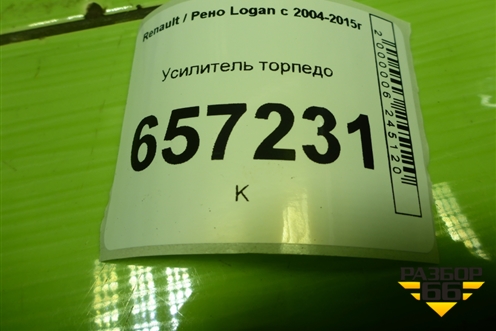 Renault / Рено Logan с 2004-2015г
Усилитель торпедо
657231
К
2000006245120
РАЗБОР
66